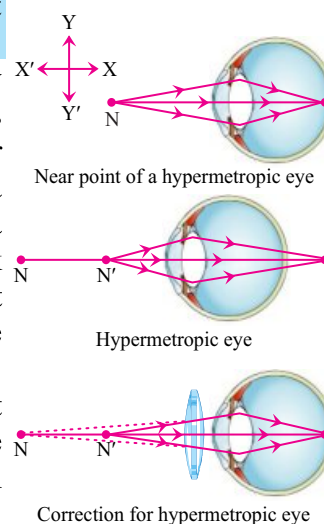 Y
X′ X
Y′
N
Near point of a hypermetropic eye
N N′
Hypermetropic eye
N N′
Correction for hypermetropic eye